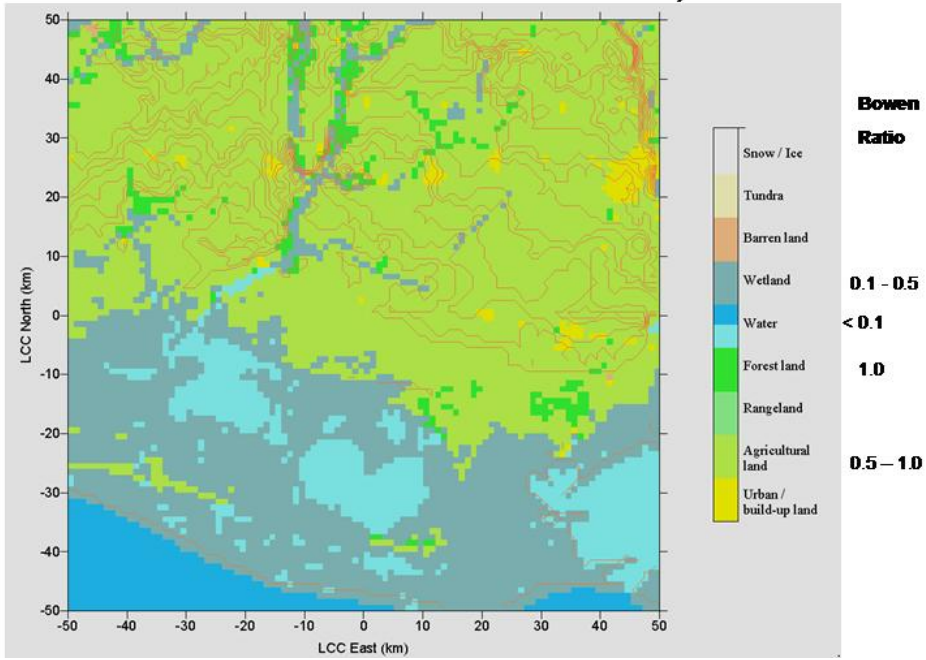 Bowen
Ratio
50
40
30
20
10
0
-10
-20
-30
-40
-50
LCC North (km)
-50
-40
-30
-20
-10
0
10
20
30
40
50
LCC East (km)
Snow / Ice
Tundra
Barren land
Wetland
0.1 - 0.5
Water
< 0.1
Forest land
1.0
Rangeland
Agricultural
land
0.5 – 1.0
Urban /
build-up land